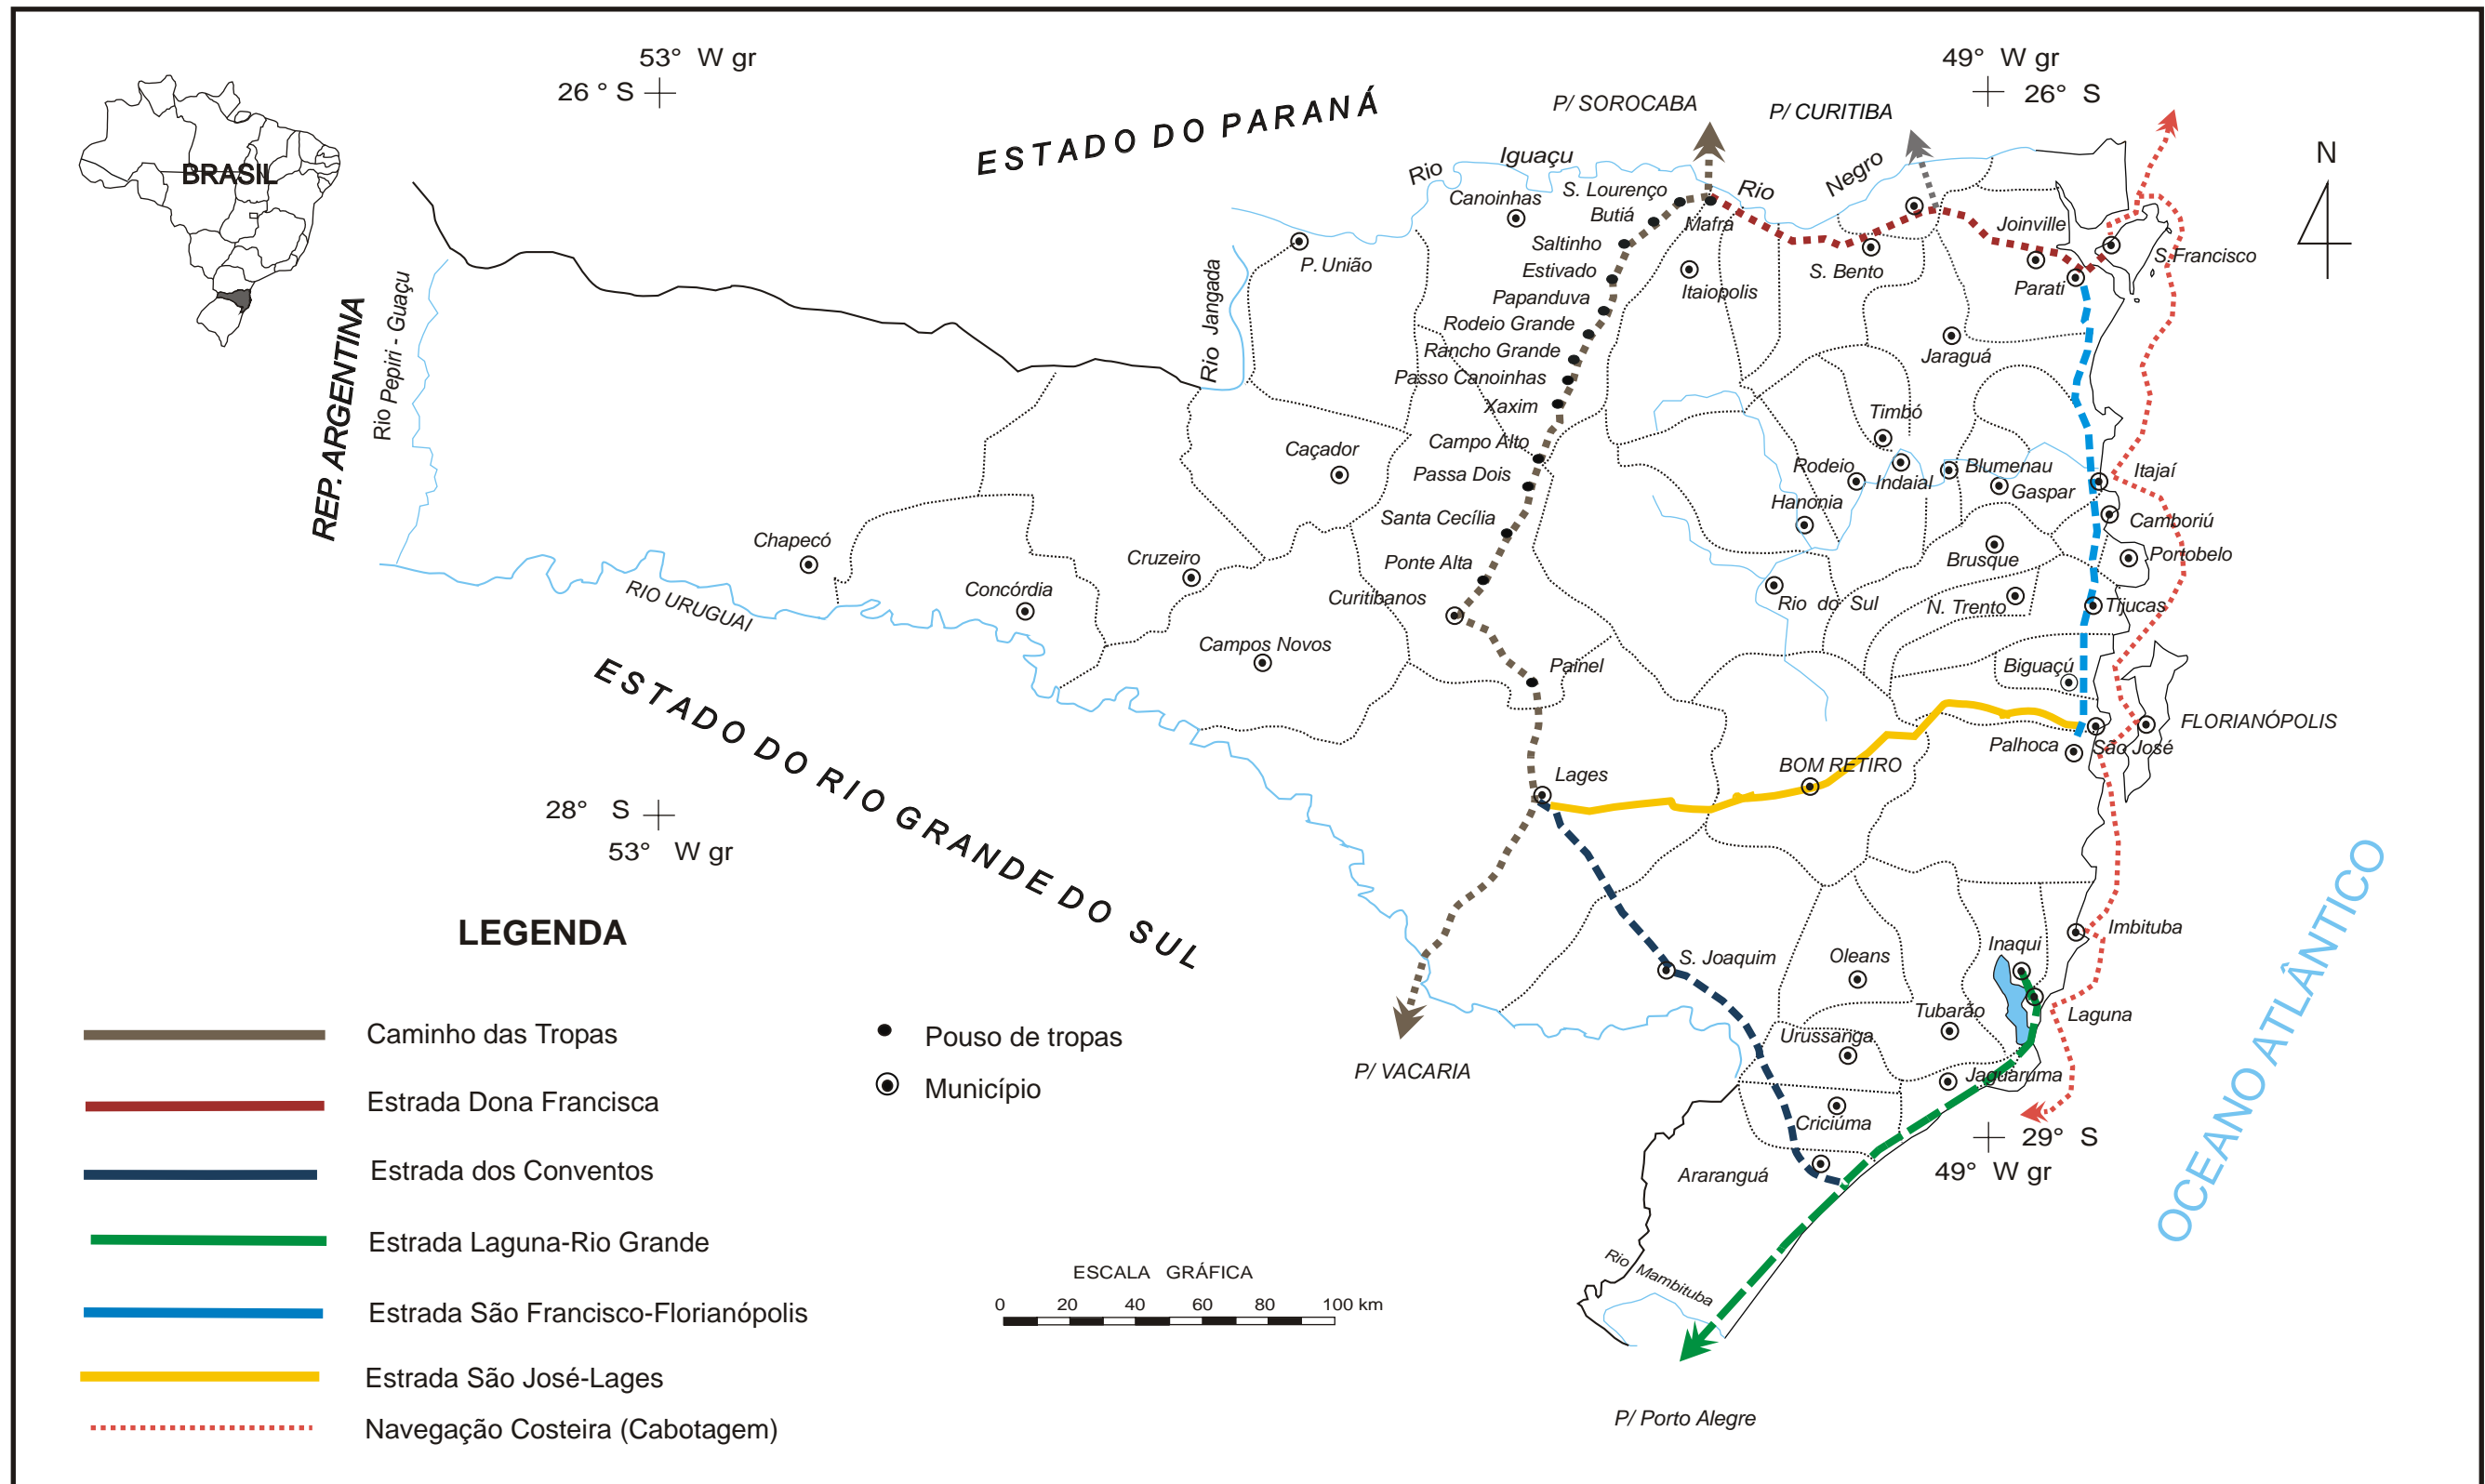 53° W gr
26 ° S
49° W gr
26° S
BRASIL
ESTADO DO PARANÁ
P/ SOROCABA
P/ CURITIBA
N
REP. ARGENTINA
Rio Pepiri - Guaçu
Rio Jangada
Rio Iguaçu
Rio Negro
Canoinhas
P. União
S. Lourenço
Butiá
Mafra
Saltinho
Estivado
Papanduva
Rodeio Grande
Rancho Grande
Passo Canoinhas
Xaxim
Campo Alto
Passa Dois
Santa Cecília
Ponte Alta
Curitibanos
Itaiopolis
S. Bento
Joinville
Parati
S.Francisco
Jaraguá
Timbó
Rodeio
Indaial
Blumenau
Gaspar
Hanonia
Itajaí
Camboriú
Portobelo
Brusque
N. Trento
Tijucas
Rio do Sul
Caçador
Chapecó
Concórdia
Cruzeiro
Campos Novos
RIO URUGUAI
Painel
Biguaçú
FLORIANÓPOLIS
Palhoca
São José
BOM RETIRO
Lages
ESTADO DO RIO GRANDE DO SUL
28° S
53° W gr
OCEANO ATLÂNTICO
S. Joaquim
Oleans
Inaqui
Imbituba
Laguna
Tubarão
Urussanga
Jaguaruma
Criciúma
Araranguá
29° S
49° W gr
P/ VACARIA
Rio Mambituba
P/ Porto Alegre
LEGENDA
Caminho das Tropas
Estrada Dona Francisca
Estrada dos Conventos
Estrada Laguna-Rio Grande
Estrada São Francisco-Florianópolis
Estrada São José-Lages
Navegação Costeira (Cabotagem)
Pouso de tropas
Município
ESCALA GRÁFICA
0 20 40 60 80 100 km